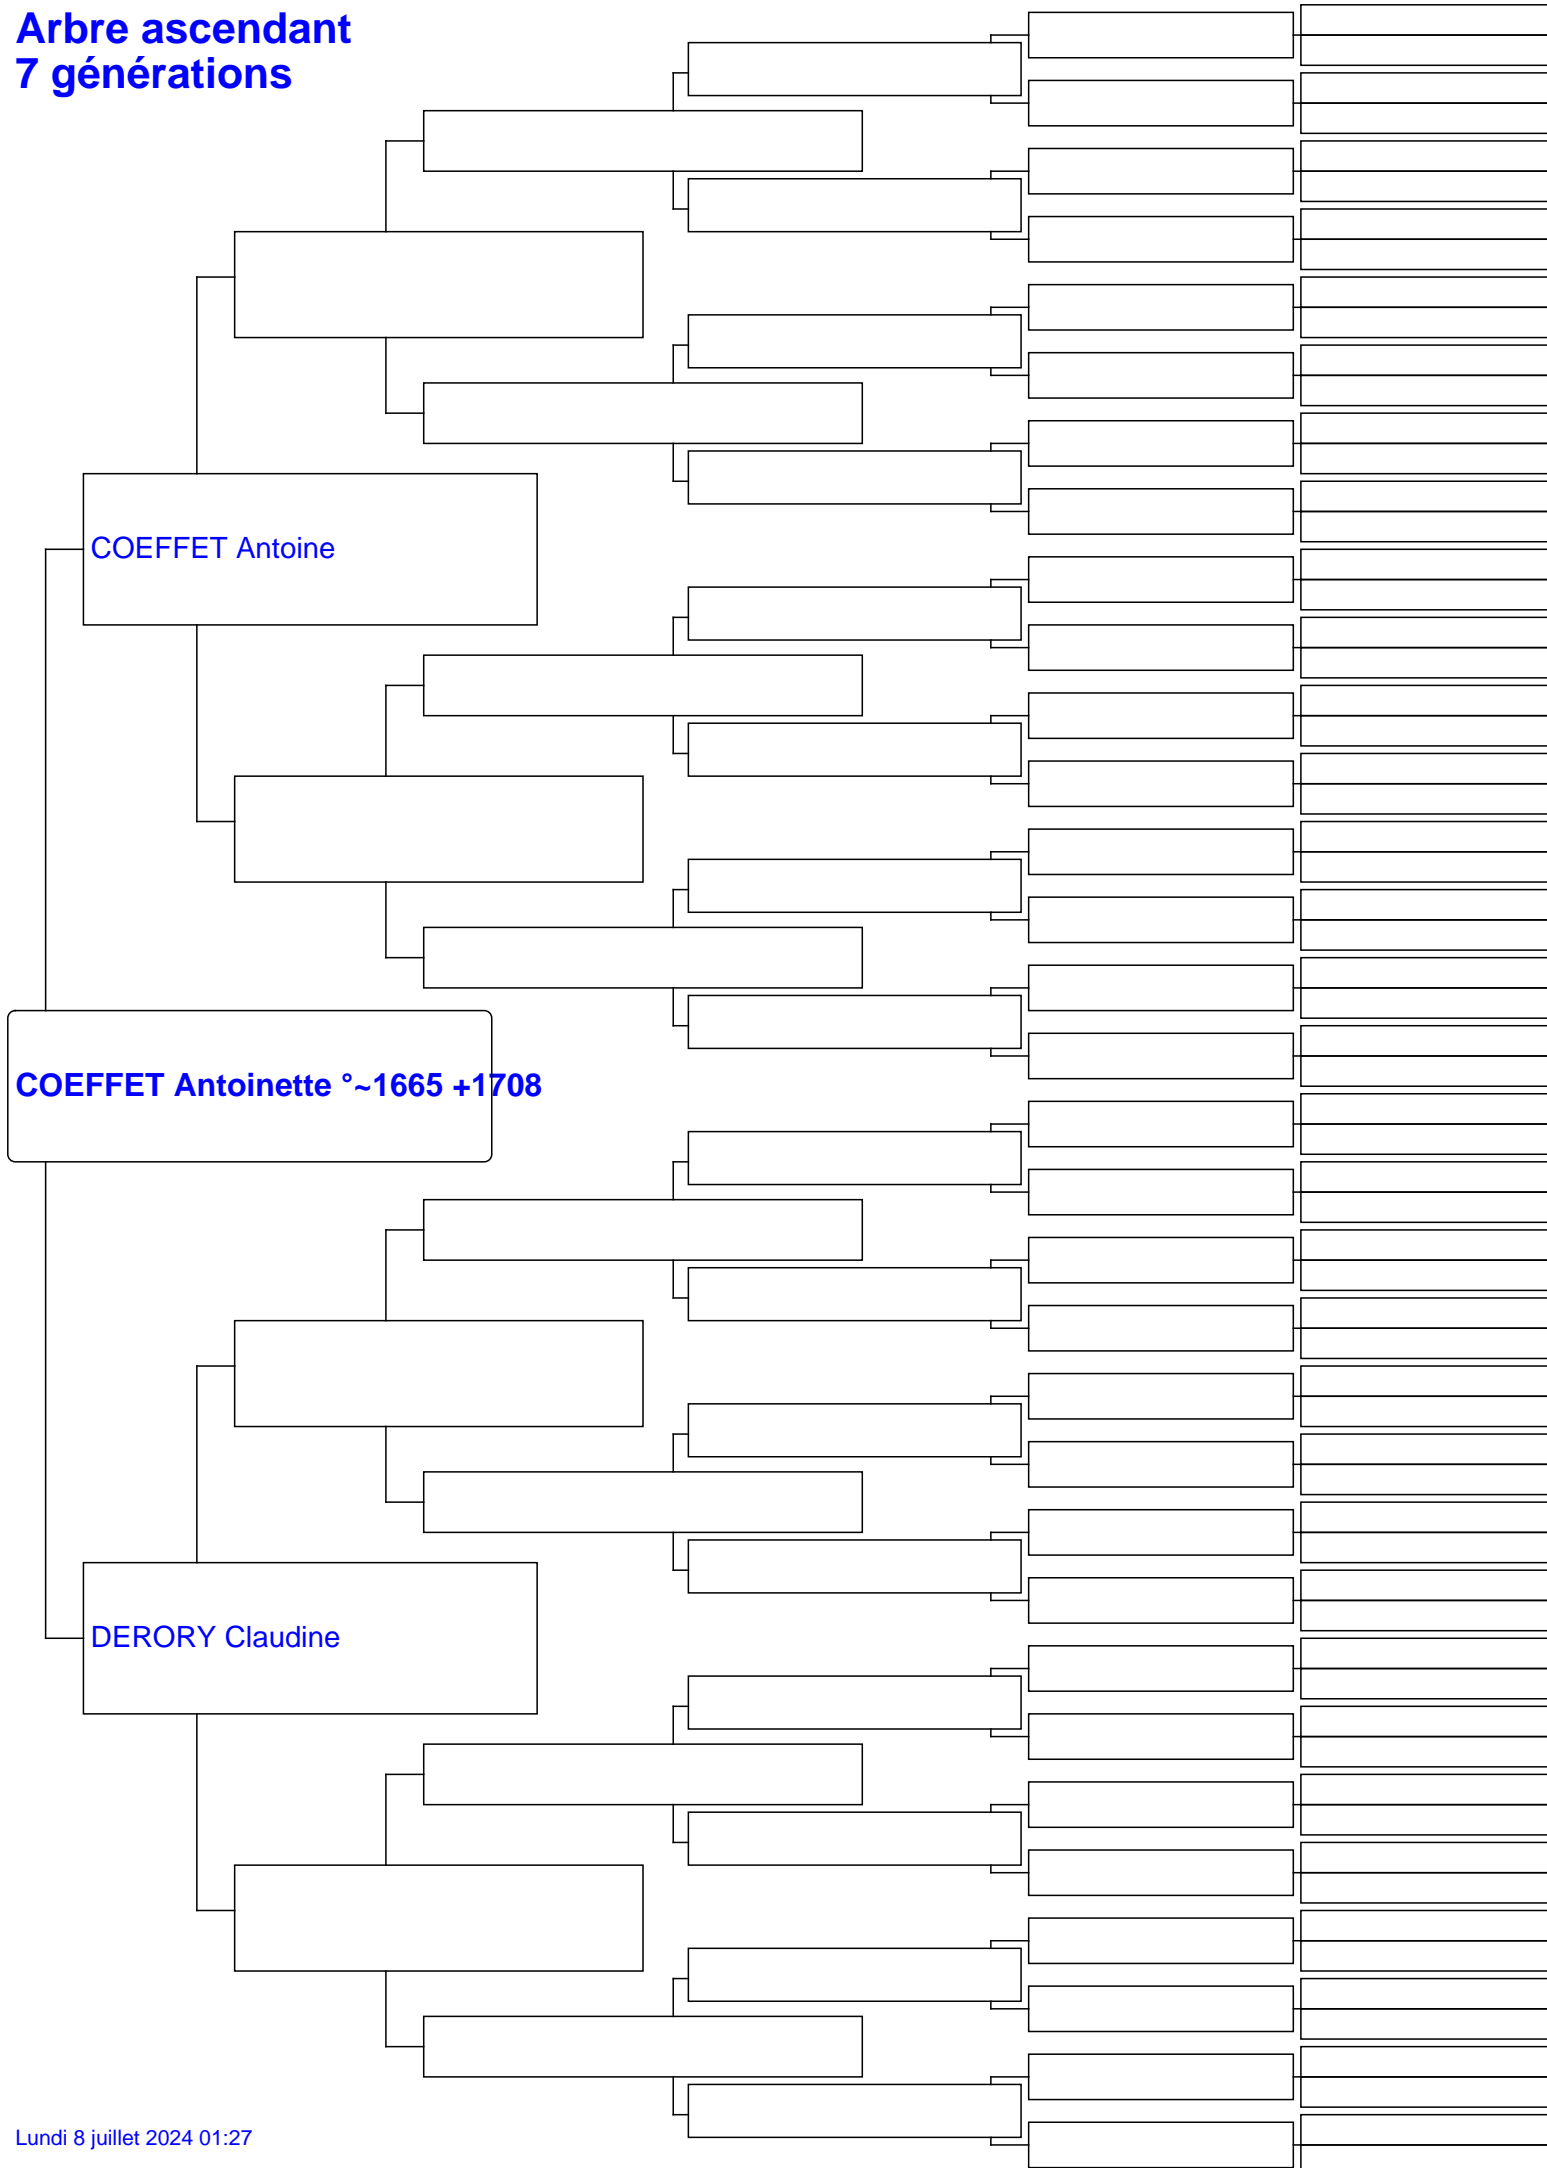 Arbre ascendant
7 générations
COEFFET Antoine
COEFFET Antoinette °~1665 +1708
DERORY Claudine
Lundi 8 juillet 2024 01:27